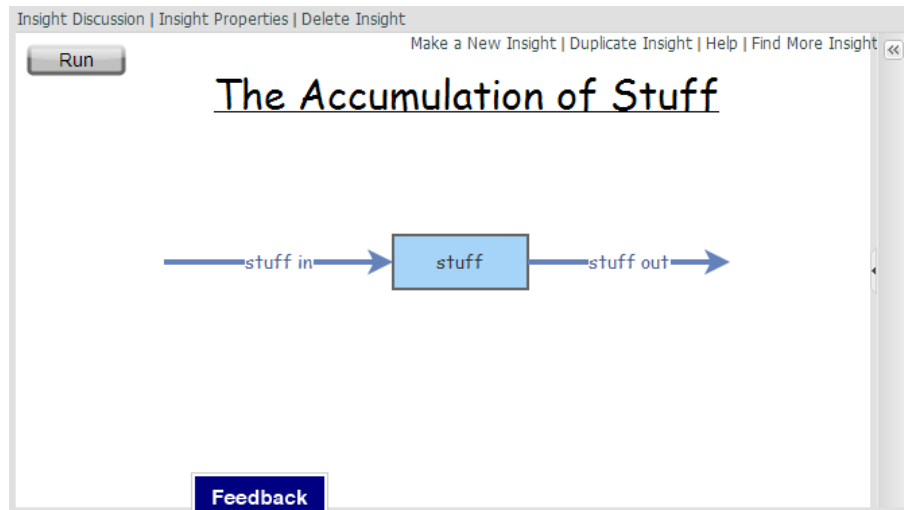 Insight Discussion | Insight Properties | Delete Insight
Make a New Insight | Duplicate Insight | Help | Find More Insight
Run
The Accumulation of Stuff
stuff in
stuff
stuff out
Feedback